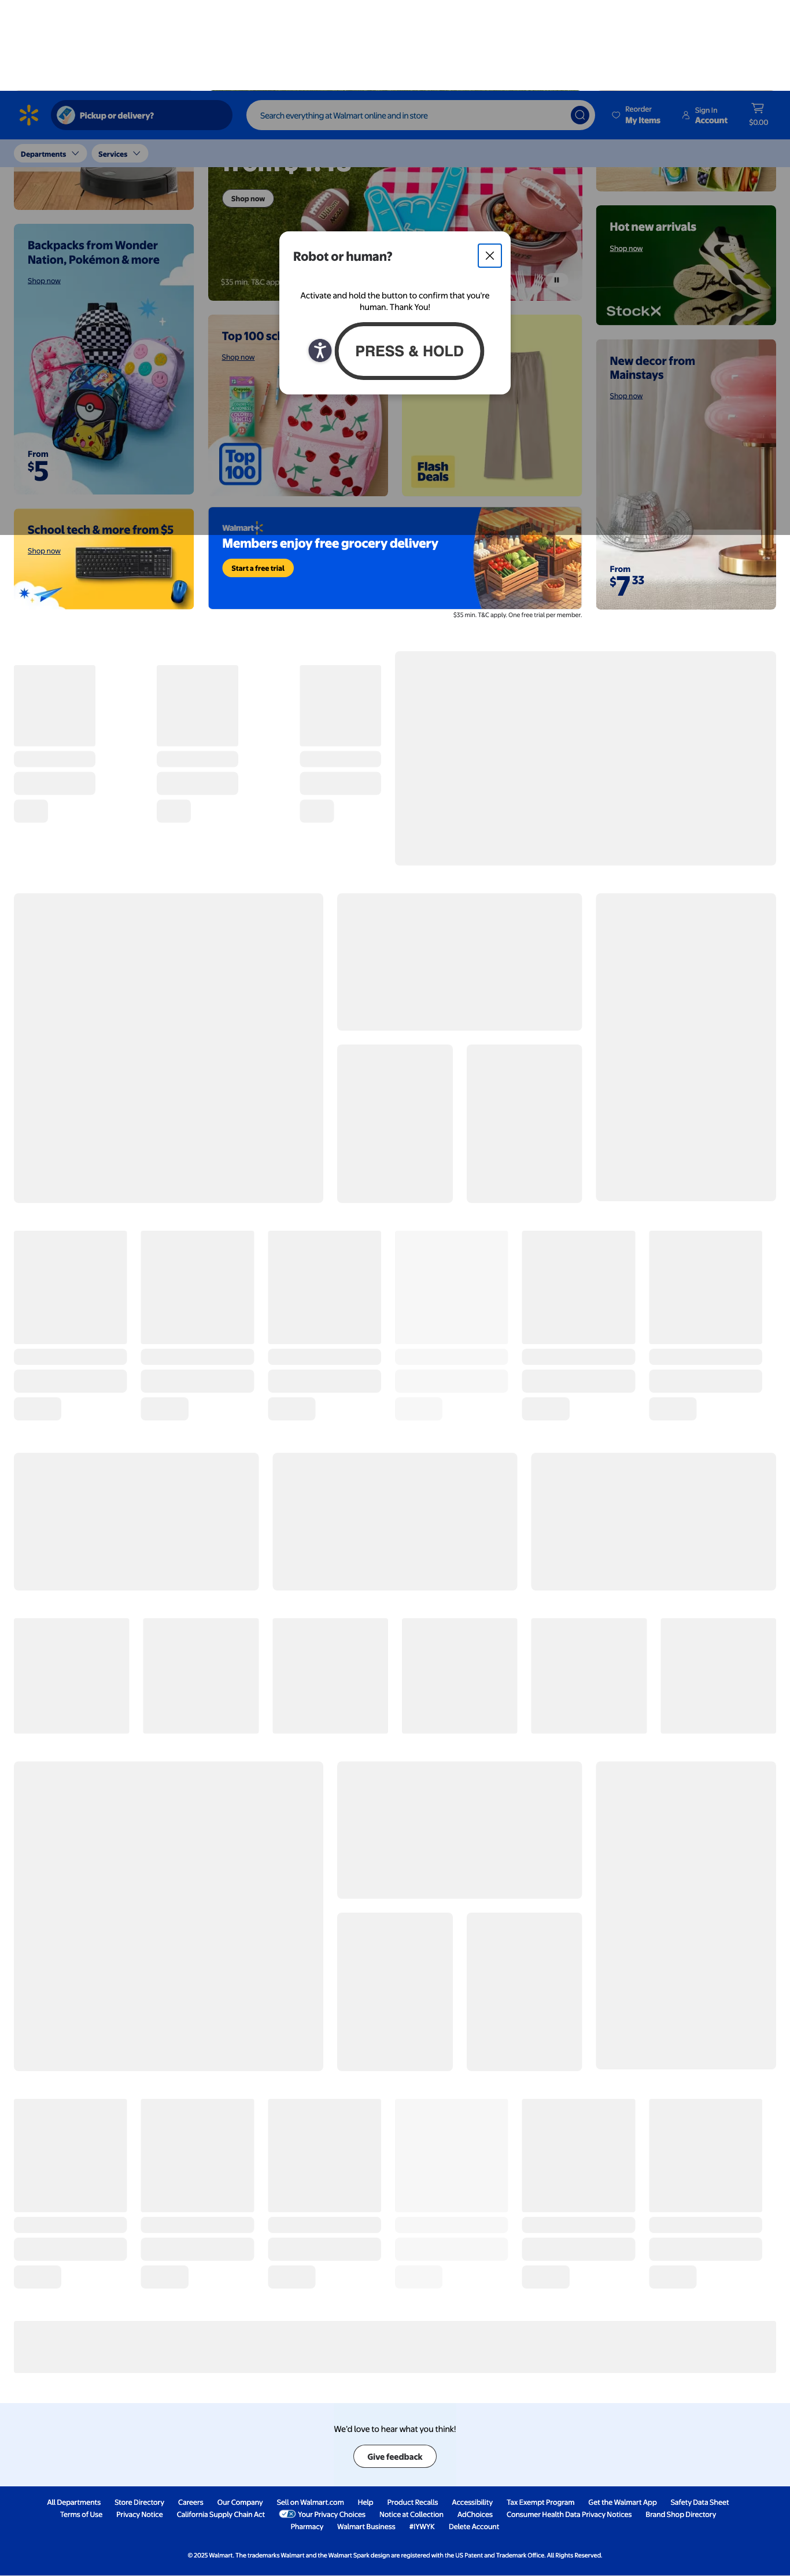 Pickup or delivery?
Search everything at Walmart online and in store
Reorder
My Items
Sign In
Account
$0.00
Departments
Services
Shop now
$35 min. T&C app
Backpacks from Wonder
Nation, Pokémon & more
Shop now
From
$5
Robot or human?
Activate and hold the button to confirm that you're
human. Thank You!
PRESS & HOLD
Top 100 sc
Shop now
Top
100
Flash
Deals
Hot new arrivals
Shop now
StockX
New decor from
Mainstays
Shop now
From
$7 33
School tech & more from $5
Shop now
Walmart+
Members enjoy free grocery delivery
Start a free trial
$35 min. T&C apply. One free trial per member.
We'd love to hear what you think!
Give feedback
All Departments Store Directory Careers Our Company Sell on Walmart.com Help Product Recalls Accessibility Tax Exempt Program Get the Walmart App Safety Data Sheet
Terms of Use Privacy Notice California Supply Chain Act Your Privacy Choices Notice at Collection AdChoices Consumer Health Data Privacy Notices Brand Shop Directory
Pharmacy Walmart Business #IYWYK Delete Account
© 2025 Walmart. The trademarks Walmart and the Walmart Spark design are registered with the US Patent and Trademark Office. All Rights Reserved.